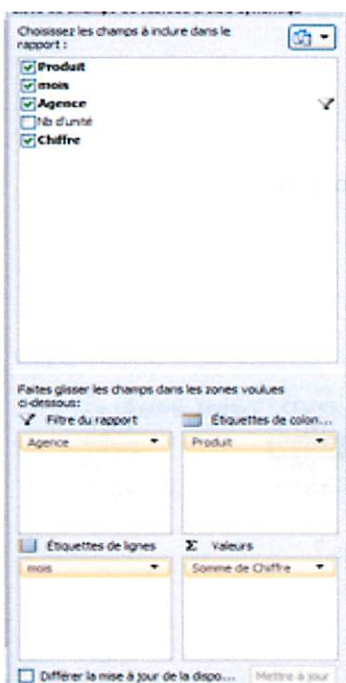 Choisissez les champs à inclure dans le
rapport :
Produit
mois
Agence
Nb d'unité
Chiffre
Faites glisser les champs dans les zones voulues
ci-dessous:
Filtre du rapport
Étiquettes de colon...
Agence
Produit
Étiquettes de lignes
Σ Valeurs
mois
Somme de Chiffre
Différer la mise à jour de la dispo...
Mettre à jour